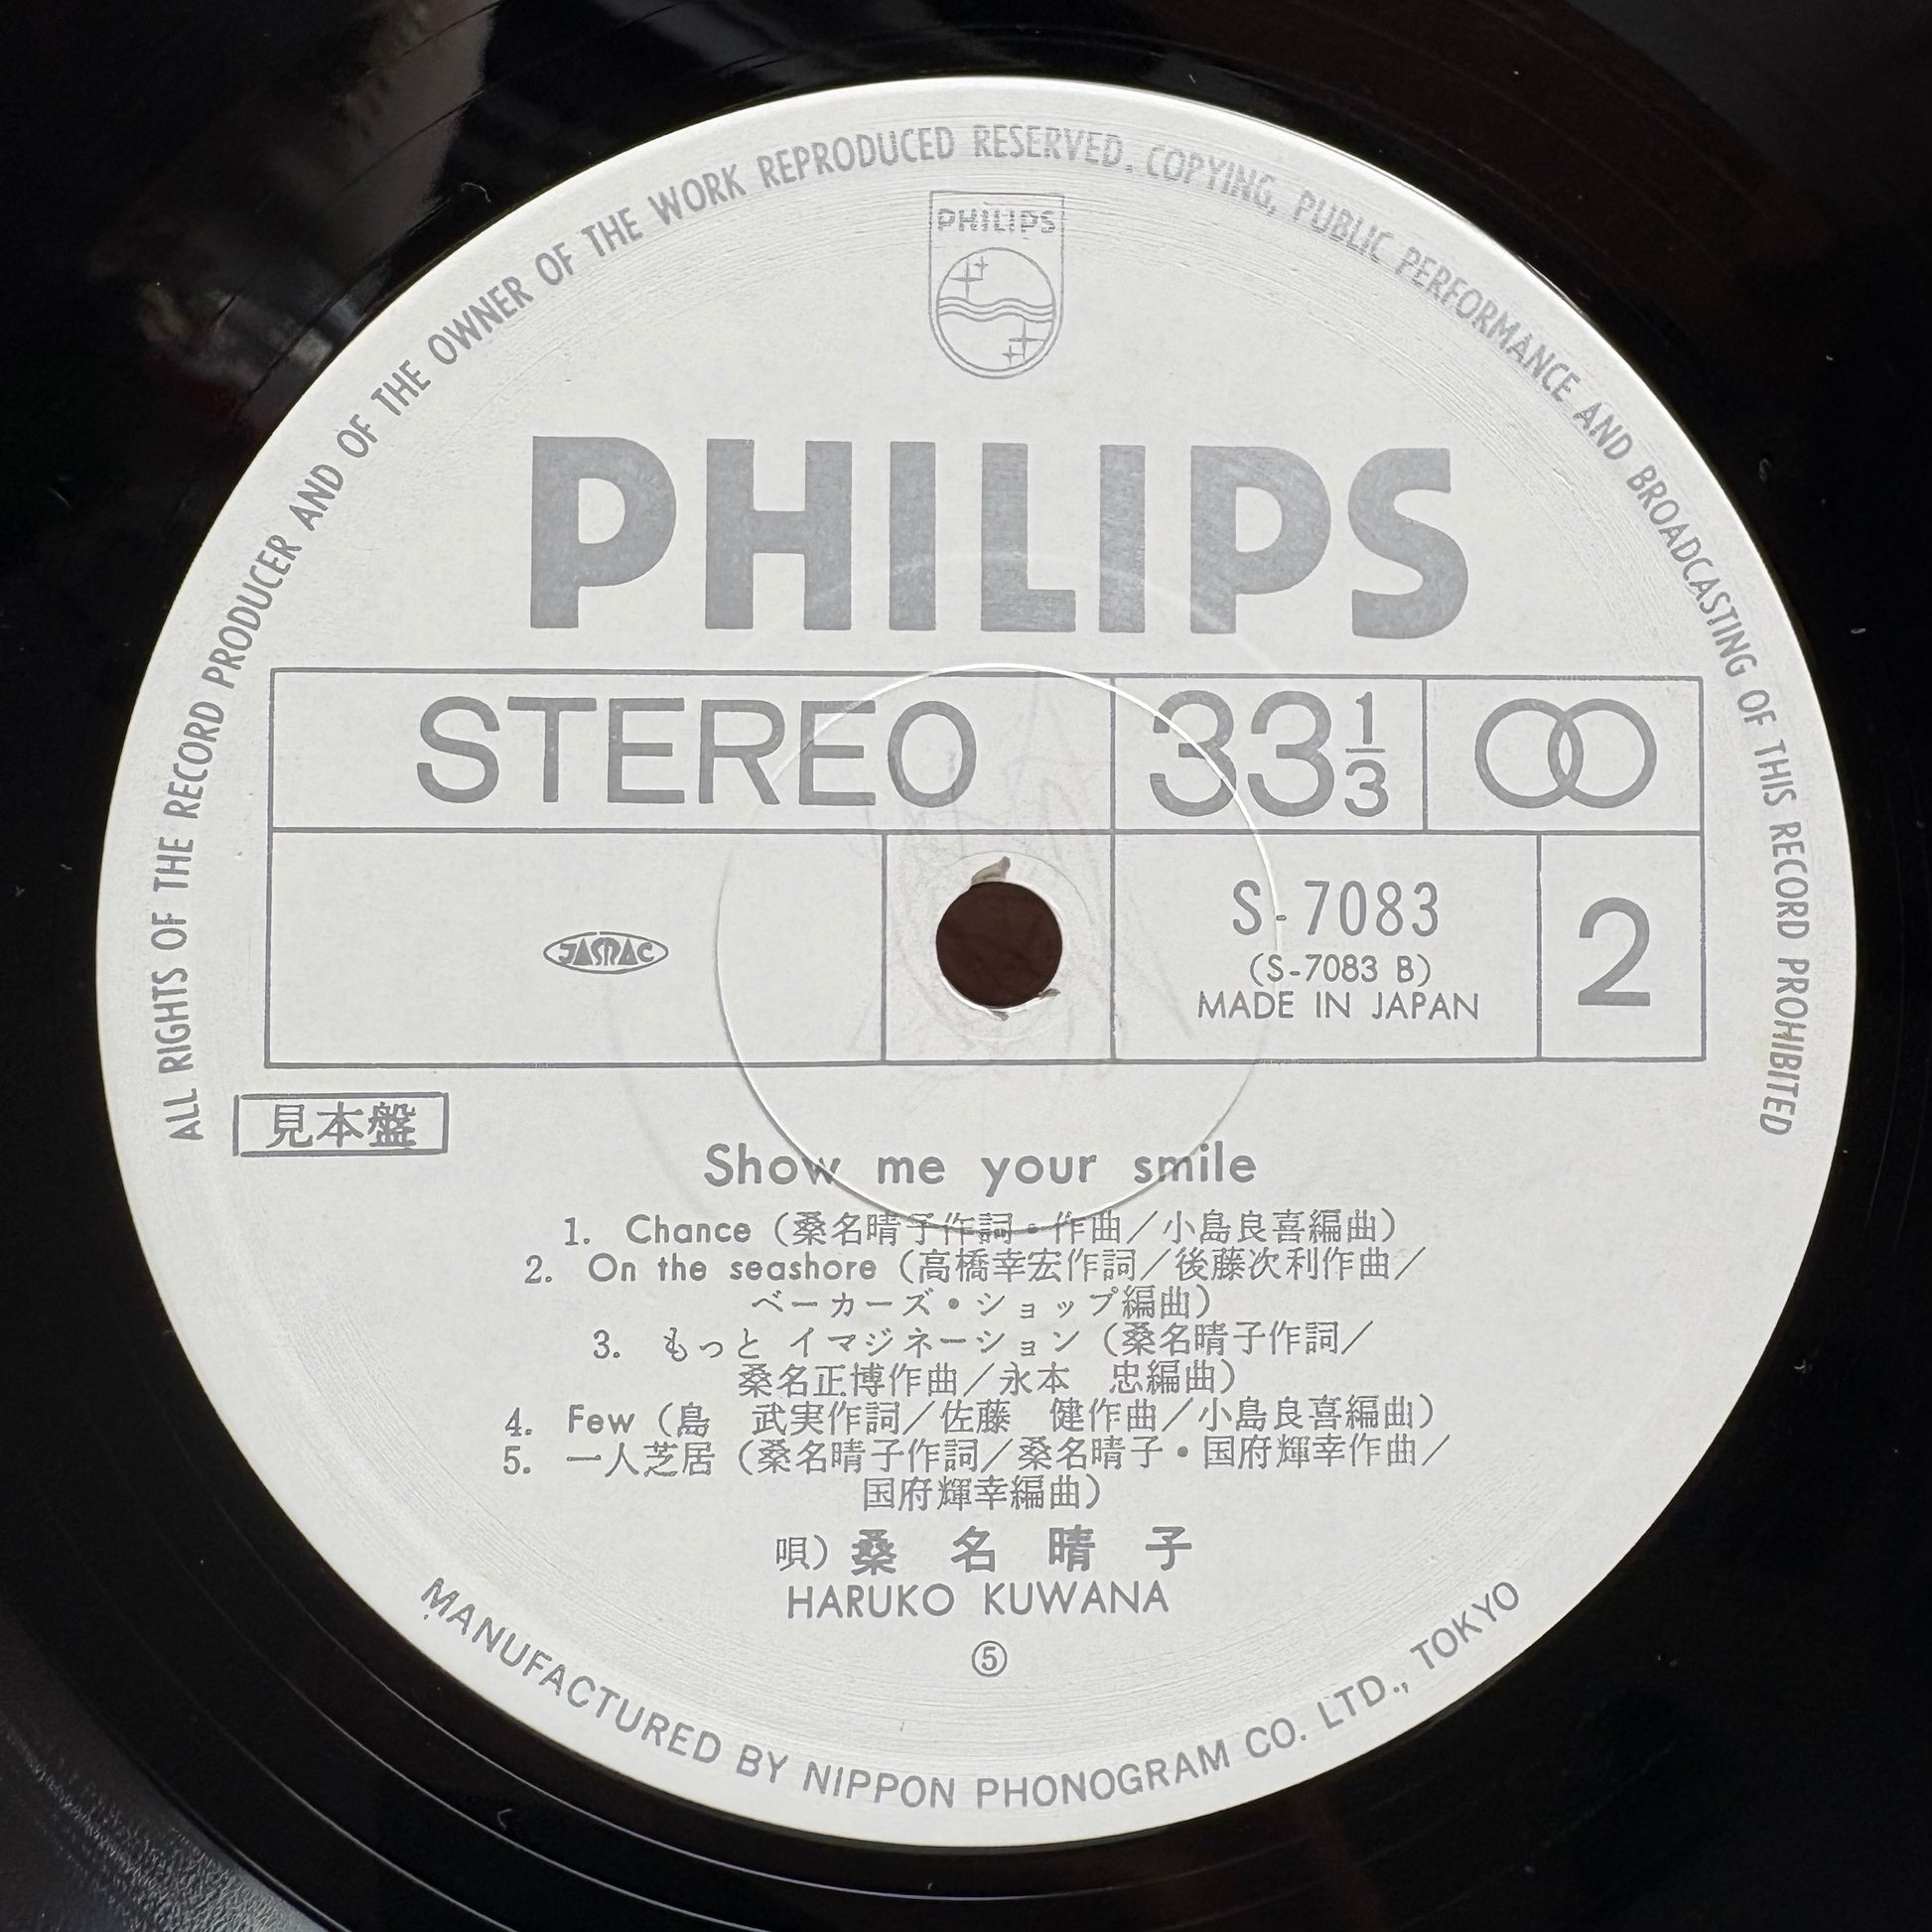 ALL RIGHTS OF THE RECORD PRODUCER AND OF THE OWNER OF THE WORK REPRODUCED RESERVED. COPYING, PUBLIC PERFORMANCE AND BROADCASTING OF THIS RECORD PROHIBITED
PHILIPS
PHILIPS
STEREO 33 1/3
JASRAC
S-7083
(S-7083 B)
MADE IN JAPAN
2
見本盤
Show me your smile
1. Chance（桑名晴子作詞・作曲／小島良喜編曲）
2. On the seashore（高橋幸宏作詞／後藤次利作曲／
ベーカーズ・ショップ編曲）
3. もっと イマジネーション（桑名晴子作詞／
桑名正博作曲／永本　忠編曲）
4. Few（島　武実作詞／佐藤　健作曲／小島良喜編曲）
5. 一人芝居（桑名晴子作詞／桑名晴子・国府輝幸作曲／
国府輝幸編曲）
唄）桑 名 晴 子
HARUKO KUWANA
⑤
MANUFACTURED BY NIPPON PHONOGRAM CO. LTD., TOKYO